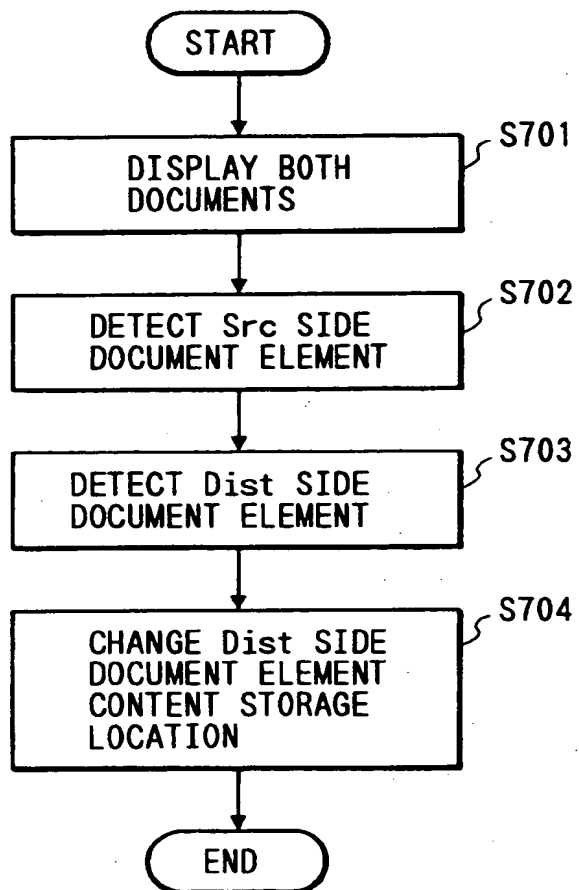 START
S701
DISPLAY BOTH
DOCUMENTS
S702
DETECT Src SIDE
DOCUMENT ELEMENT
S703
DETECT Dist SIDE
DOCUMENT ELEMENT
S704
CHANGE Dist SIDE
DOCUMENT ELEMENT
CONTENT STORAGE
LOCATION
END